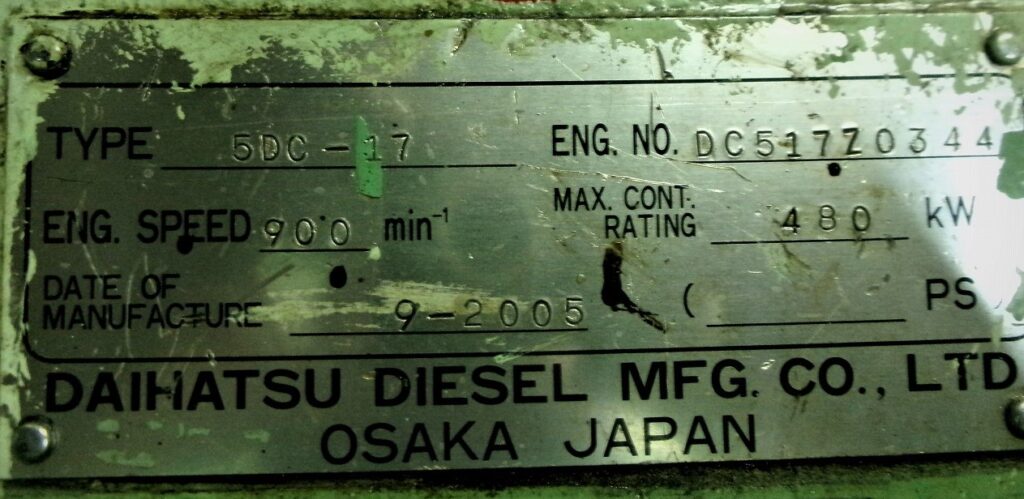 TYPE 5DC-17 ENG. NO. DC517Z0344
ENG. SPEED 900 min⁻¹ MAX. CONT. RATING 480 kW
DATE OF MANUFACTURE 9-2005 ( PS
DAIHATSU DIESEL MFG. CO., LTD
OSAKA JAPAN